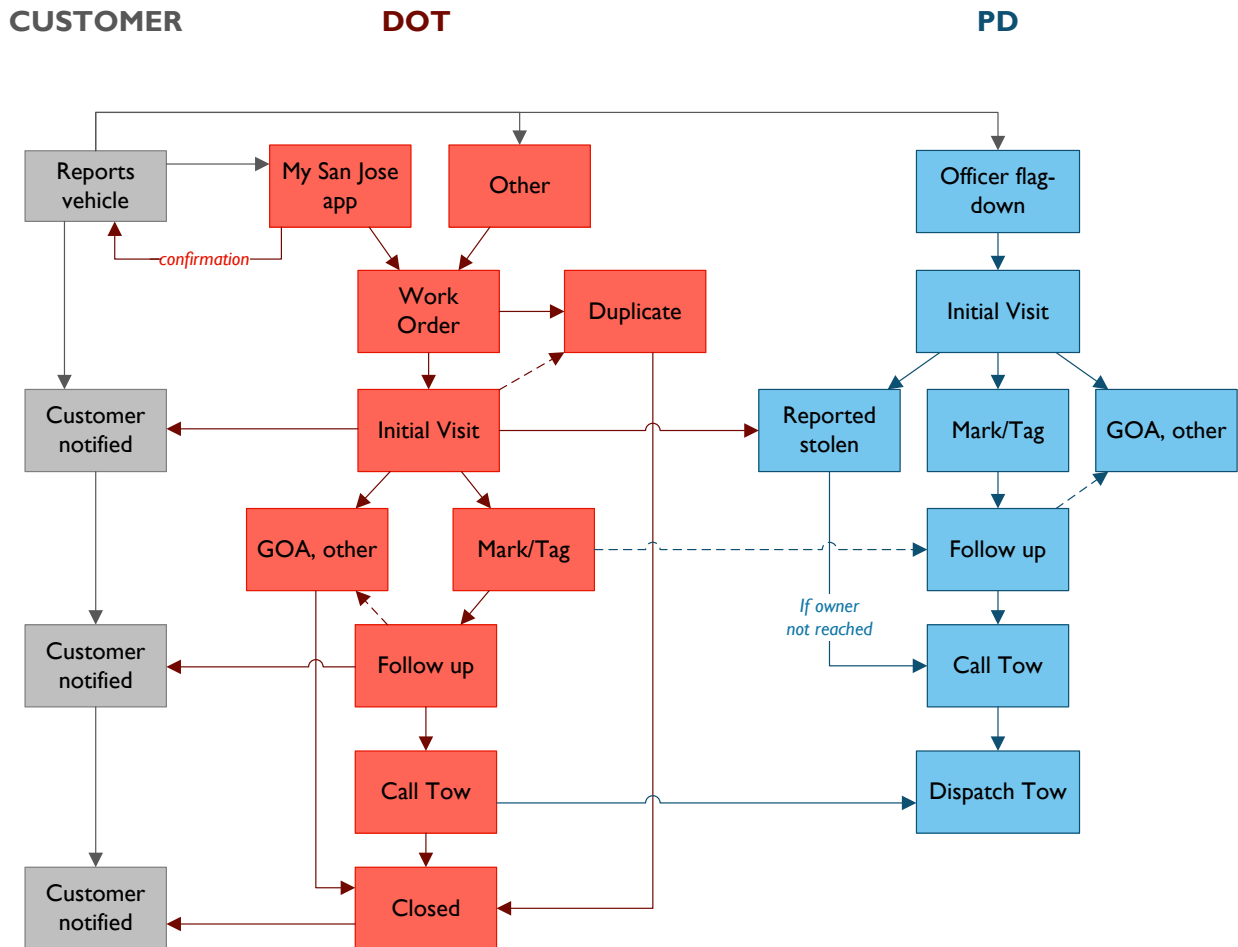 CUSTOMER
DOT
PD
Reports
vehicle
My San Jose
app
Other
Officer flag-
down
confirmation
Work
Order
Duplicate
Initial Visit
Customer
notified
Initial Visit
Reported
stolen
Mark/Tag
GOA, other
GOA, other
Mark/Tag
Follow up
If owner
not reached
Customer
notified
Follow up
Call Tow
Call Tow
Dispatch Tow
Customer
notified
Closed